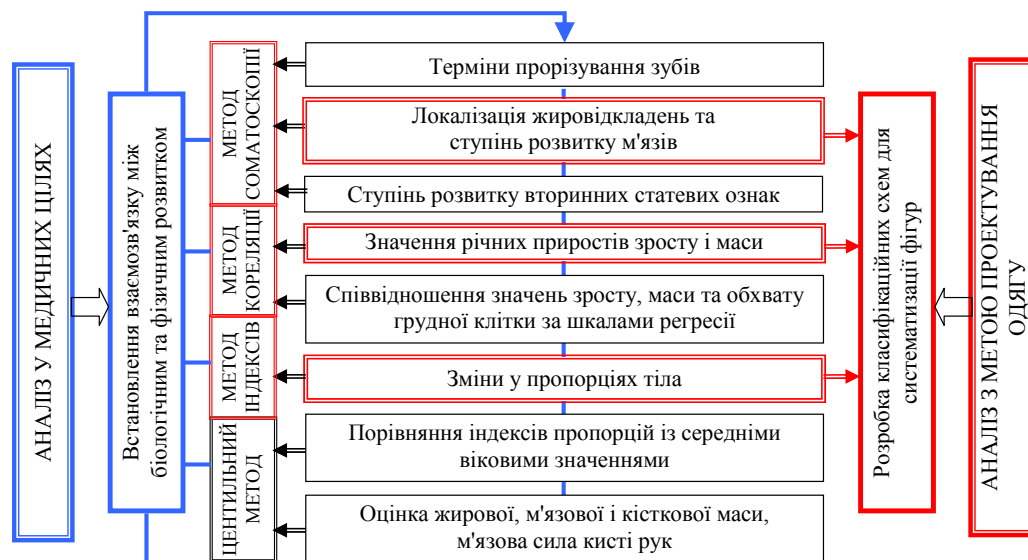 АНАЛІЗ У МЕДИЧНИХ ЦІЛЯХ
Встановлення взаємозв'язку між
біологічним та фізичним розвитком
МЕТОД
СОМАТОСКОПІЇ
МЕТОД
КОРЕЛЯЦІЇ
МЕТОД
ІНДЕКСІВ
ЦЕНТИЛЬНИЙ
МЕТОД
Терміни прорізування зубів
Локалізація жировідкладень та
ступінь розвитку м'язів
Ступінь розвитку вторинних статевих ознак
Значення річних приростів зросту і маси
Співвідношення значень зросту, маси та обхвату
грудної клітки за шкалами регресії
Зміни у пропорціях тіла
Порівняння індексів пропорцій із середніми
віковими значеннями
Оцінка жирової, м'язової і кісткової маси,
м'язова сила кисті рук
Розробка класифікаційних схем для
систематизації фігур
АНАЛІЗ З МЕТОЮ ПРОЕКТУВАННЯ
ОДЯГУ